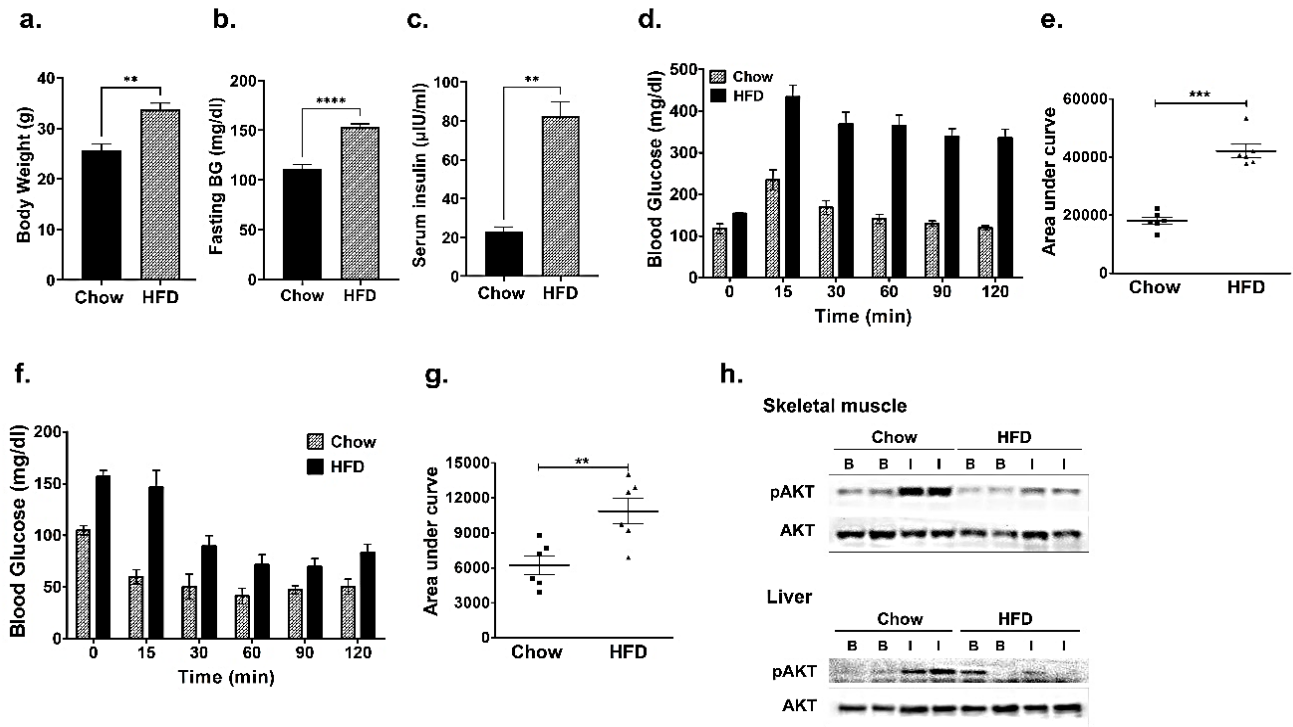 a.
Body Weight (g)
40
30
20
10
0
**
Chow HFD
b.
Fasting BG (mg/dl)
200
150
100
50
0
****
Chow HFD
c.
Serum insulin (µIU/ml)
100
80
60
40
20
0
**
Chow HFD
d.
Blood Glucose (mg/dl)
500
400
300
200
100
0
Chow
HFD
0 15 30 60 90 120
Time (min)
e.
Area under curve
60000
40000
20000
0
***
Chow HFD
f.
Blood Glucose (mg/dl)
200
150
100
50
0
Chow
HFD
0 15 30 60 90 120
Time (min)
g.
Area under curve
15000
12000
9000
6000
3000
0
**
Chow HFD
h.
Skeletal muscle
Chow HFD
B B I I B B I I
pAKT
AKT
Liver
Chow HFD
B B I I B B I I
pAKT
AKT